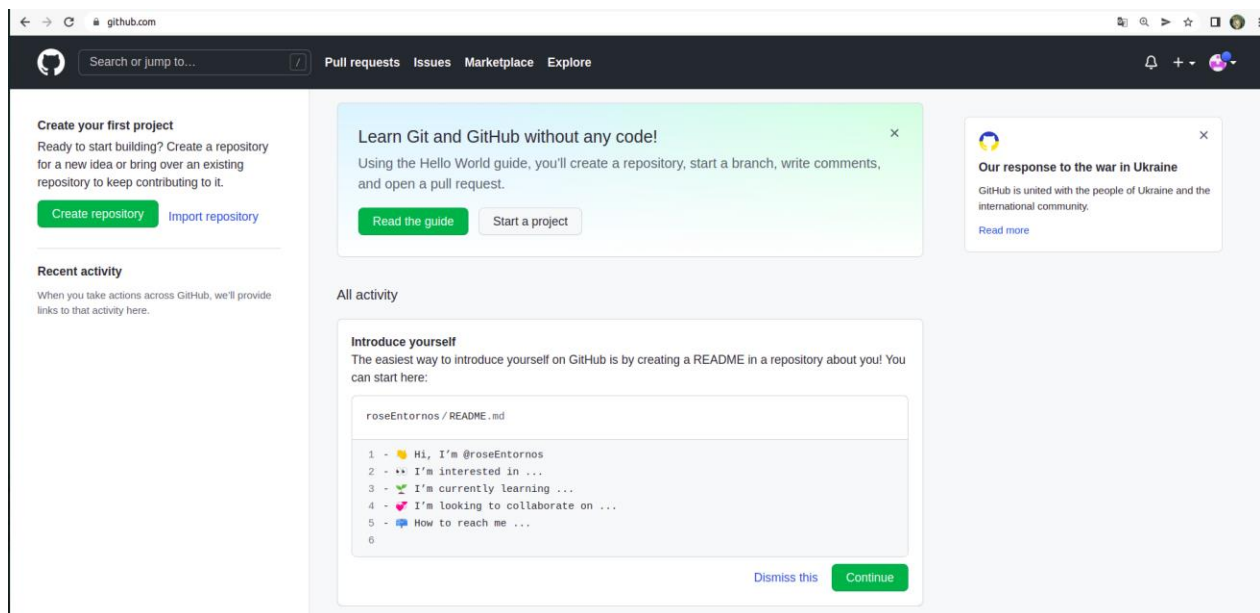 github.com
Search or jump to...
/
Pull requests Issues Marketplace Explore
Create your first project
Ready to start building? Create a repository
for a new idea or bring over an existing
repository to keep contributing to it.
Create repository Import repository
Recent activity
When you take actions across GitHub, we'll provide
links to that activity here.
Learn Git and GitHub without any code!
Using the Hello World guide, you'll create a repository, start a branch, write comments,
and open a pull request.
Read the guide Start a project
All activity
Introduce yourself
The easiest way to introduce yourself on GitHub is by creating a README in a repository about you! You
can start here:
roseEntornos / README.md
1 - 👋 Hi, I'm @roseEntornos
2 - 👀 I'm interested in ...
3 - 🌱 I'm currently learning ...
4 - 💞️ I'm looking to collaborate on ...
5 - 📫 How to reach me ...
6
Dismiss this Continue
Our response to the war in Ukraine
GitHub is united with the people of Ukraine and the
international community.
Read more